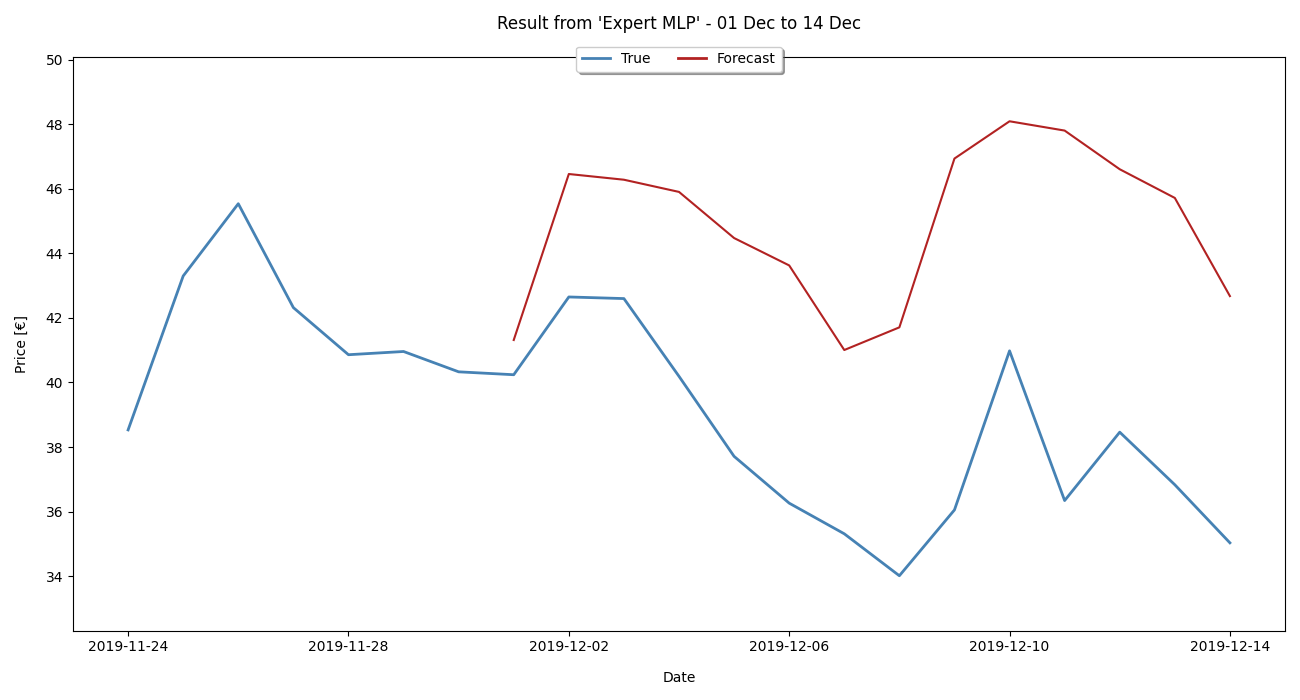 Result from 'Expert MLP' - 01 Dec to 14 Dec
True Forecast
50
48
46
44
42
40
38
36
34
Price [€]
2019-11-24 2019-11-28 2019-12-02 2019-12-06 2019-12-10 2019-12-14
Date